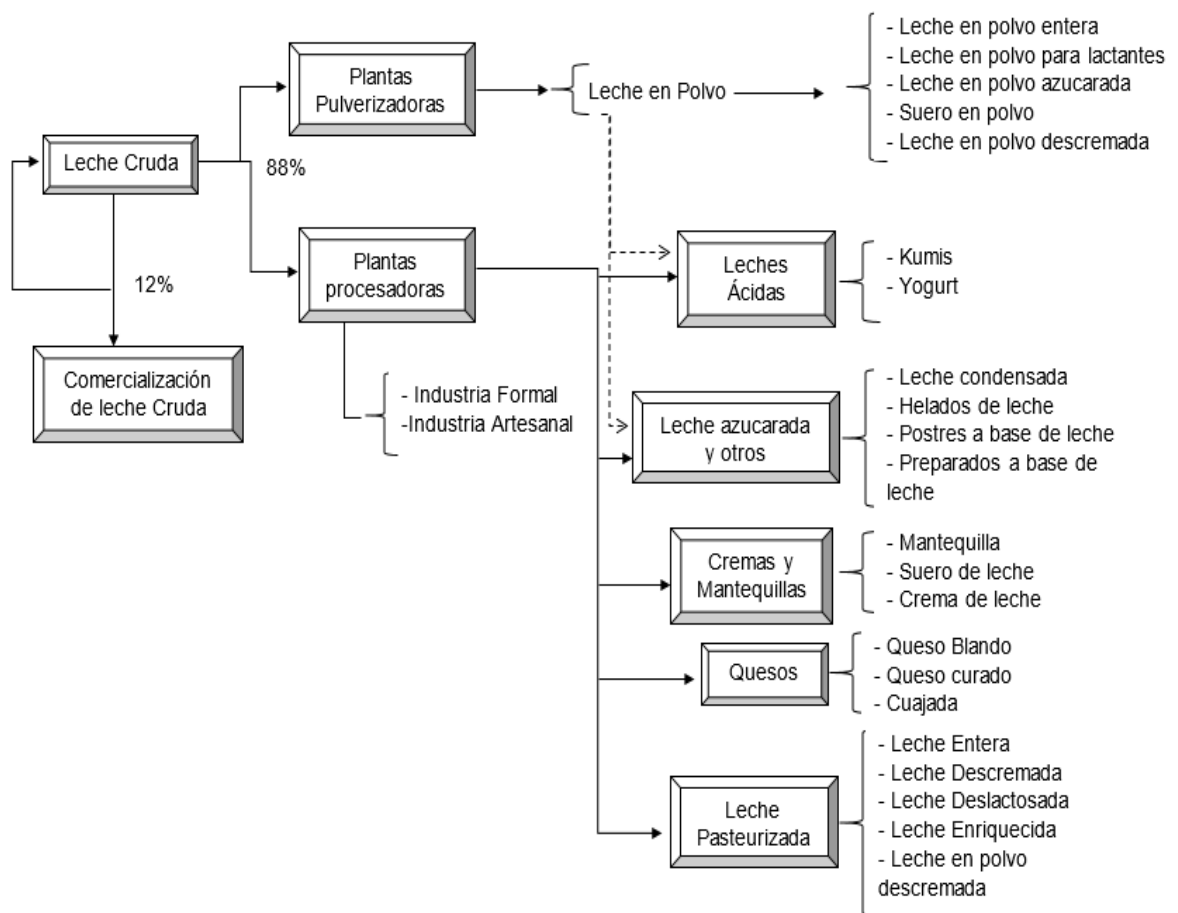 Leche Cruda
88%
12%
Comercialización
de leche Cruda
Plantas
Pulverizadoras
Leche en Polvo
- Leche en polvo entera
- Leche en polvo para lactantes
- Leche en polvo azucarada
- Suero en polvo
- Leche en polvo descremada
Plantas
procesadoras
- Industria Formal
-Industria Artesanal
Leches
Ácidas
- Kumis
- Yogurt
Leche azucarada
y otros
- Leche condensada
- Helados de leche
- Postres a base de leche
- Preparados a base de
leche
Cremas y
Mantequillas
- Mantequilla
- Suero de leche
- Crema de leche
Quesos
- Queso Blando
- Queso curado
- Cuajada
Leche
Pasteurizada
- Leche Entera
- Leche Descremada
- Leche Deslactosada
- Leche Enriquecida
- Leche en polvo
descremada